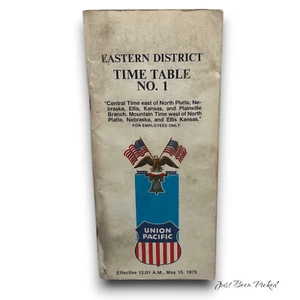 EASTERN DISTRICT
TIME TABLE
NO. 1
"Central Time east of North Platte, Ne-
braska, Ellis, Kansas, and Plainville
Branch. Mountain Time west of North
Platte, Nebraska, and Ellis Kansas."
FOR EMPLOYEES ONLY
UNION
PACIFIC
Effective 12:01 A.M., May 15, 1976
Just Been Picked